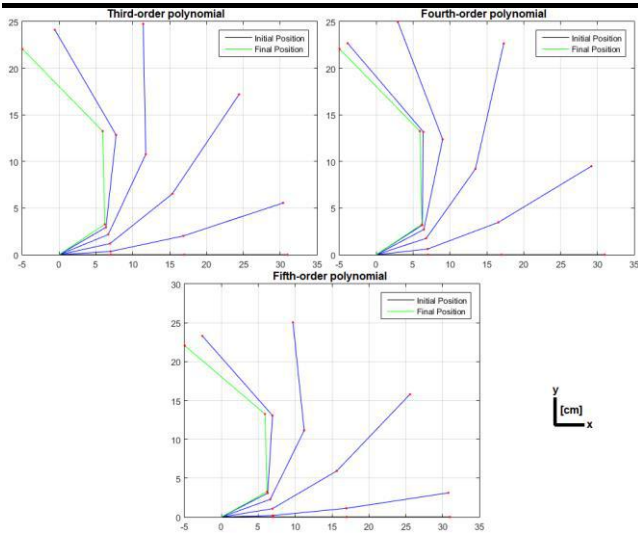 Third-order polynomial
25
20
15
10
5
0
-5 0 5 10 15 20 25 30 35
Initial Position
Final Position
Fourth-order polynomial
25
20
15
10
5
0
-5 0 5 10 15 20 25 30 35
Initial Position
Final Position
Fifth-order polynomial
30
25
20
15
10
5
0
-5 0 5 10 15 20 25 30 35
Initial Position
Final Position
y
[cm]
x